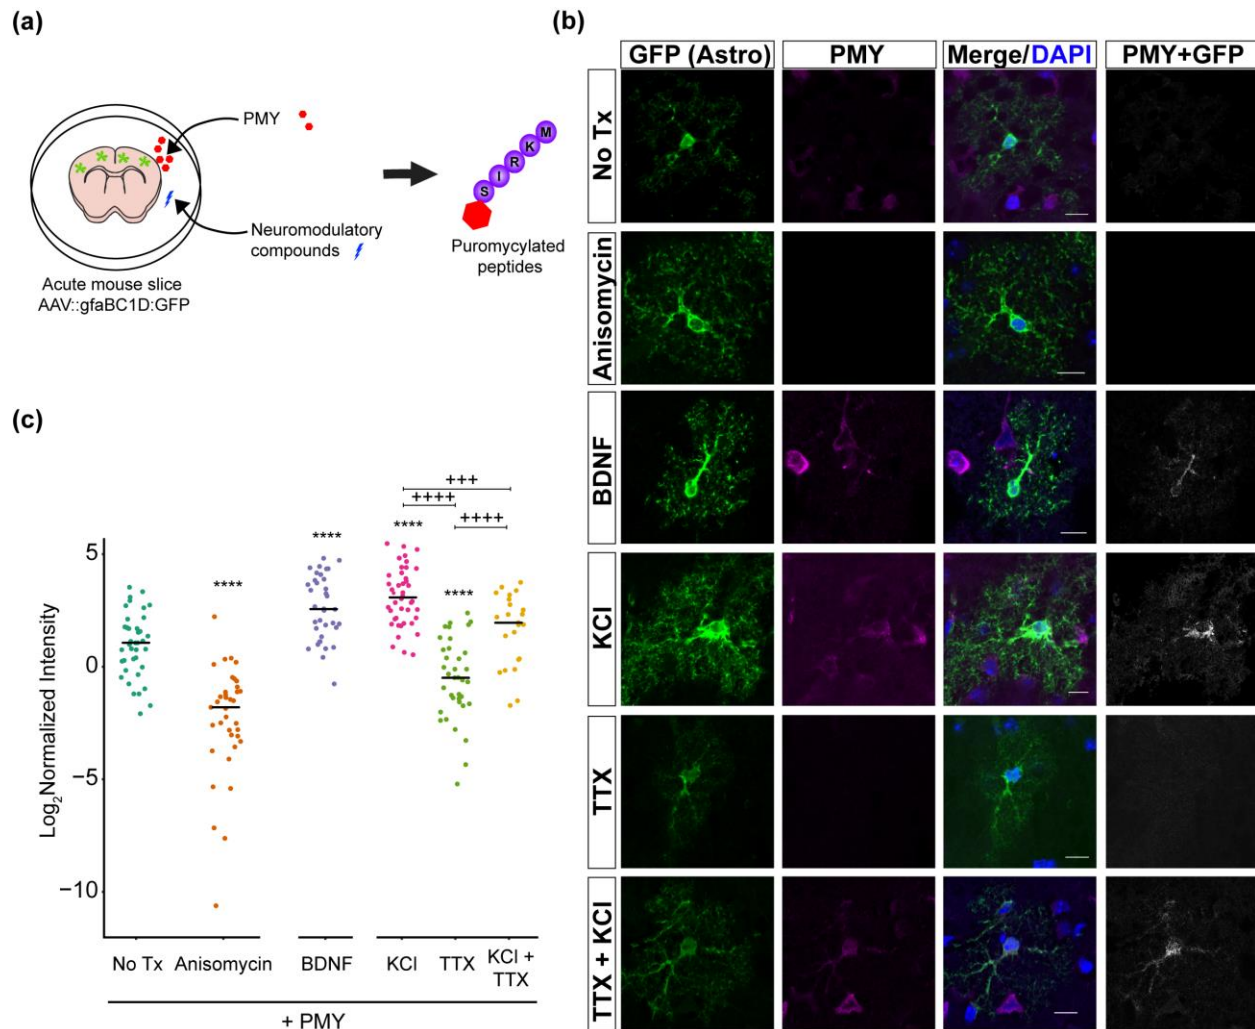 (a)
PMY
Neuromodulatory
compounds
Acute mouse slice
AAV::gfaBC1D:GFP
S I R K M
Puromycylated
peptides
(b)
GFP (Astro) PMY Merge/DAPI PMY+GFP
No Tx
Anisomycin
BDNF
KCl
TTX
TTX + KCl
(c)
+++
++++
++++
****
****
****
****
5
0
−5
−10
Log2Normalized Intensity
No Tx Anisomycin BDNF KCl TTX KCl +
TTX
+ PMY